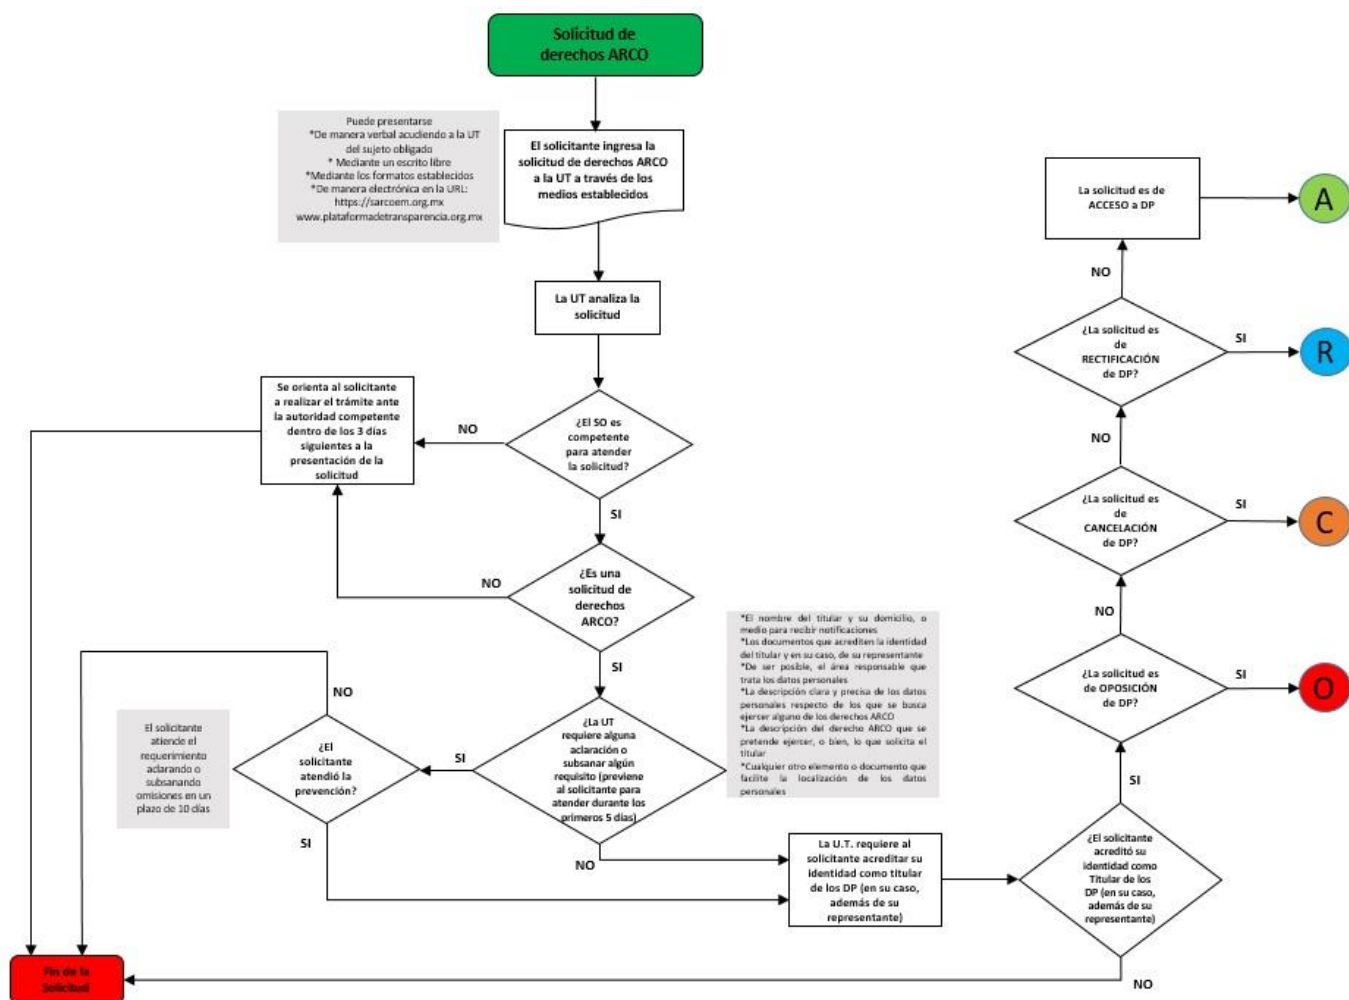 Solicitud de
derechos ARCO
Puede presentarse
*De manera verbal acudiendo a la UT
del sujeto obligado
* Mediante un escrito libre
*Mediante los formatos establecidos
*De manera electrónica en la URL:
https://sarcoem.org.mx
www.plataformadetransparencia.org.mx
El solicitante ingresa la
solicitud de derechos ARCO
a la UT a través de los
medios establecidos
La UT analiza la
solicitud
Se orienta al solicitante
a realizar el trámite ante
la autoridad competente
dentro de los 3 días
siguientes a la
presentación de la
solicitud
NO
¿El SO es
competente
para atender
la solicitud?
SI
NO
¿Es una
solicitud de
derechos
ARCO?
SI
NO
El solicitante
atiende el
requerimiento
aclarando o
subsanando
omisiones en un
plazo de 10 días
¿El
solicitante
atendió la
prevención?
SI
SI
¿La UT
requiere alguna
aclaración o
subsanar algún
requisito (previene
al solicitante para
atender durante los
primeros 5 días)
NO
*El nombre del titular y su domicilio, o
medio para recibir notificaciones
*Los documentos que acrediten la identidad
del titular y en su caso, de su representante
*De ser posible, el área responsable que
trata los datos personales
*La descripción clara y precisa de los datos
personales respecto de los que se busca
ejercer alguno de los derechos ARCO
*La descripción del derecho ARCO que se
pretende ejercer, o bien, lo que solicita el
titular
*Cualquier otro elemento o documento que
facilite la localización de los datos
personales
La U.T. requiere al
solicitante acreditar su
identidad como titular
de los DP (en su caso,
además de su
representante)
¿El solicitante
acreditó su
identidad como
Titular de los
DP (en su caso,
además de su
representante)
SI
NO
¿La solicitud es
de OPOSICIÓN
de DP?
SI
O
NO
¿La solicitud es
de
CANCELACIÓN
de DP?
SI
C
NO
¿La solicitud es
de
RECTIFICACIÓN
de DP?
SI
R
NO
La solicitud es de
ACCESO a DP
A
Fin de la
Solicitud